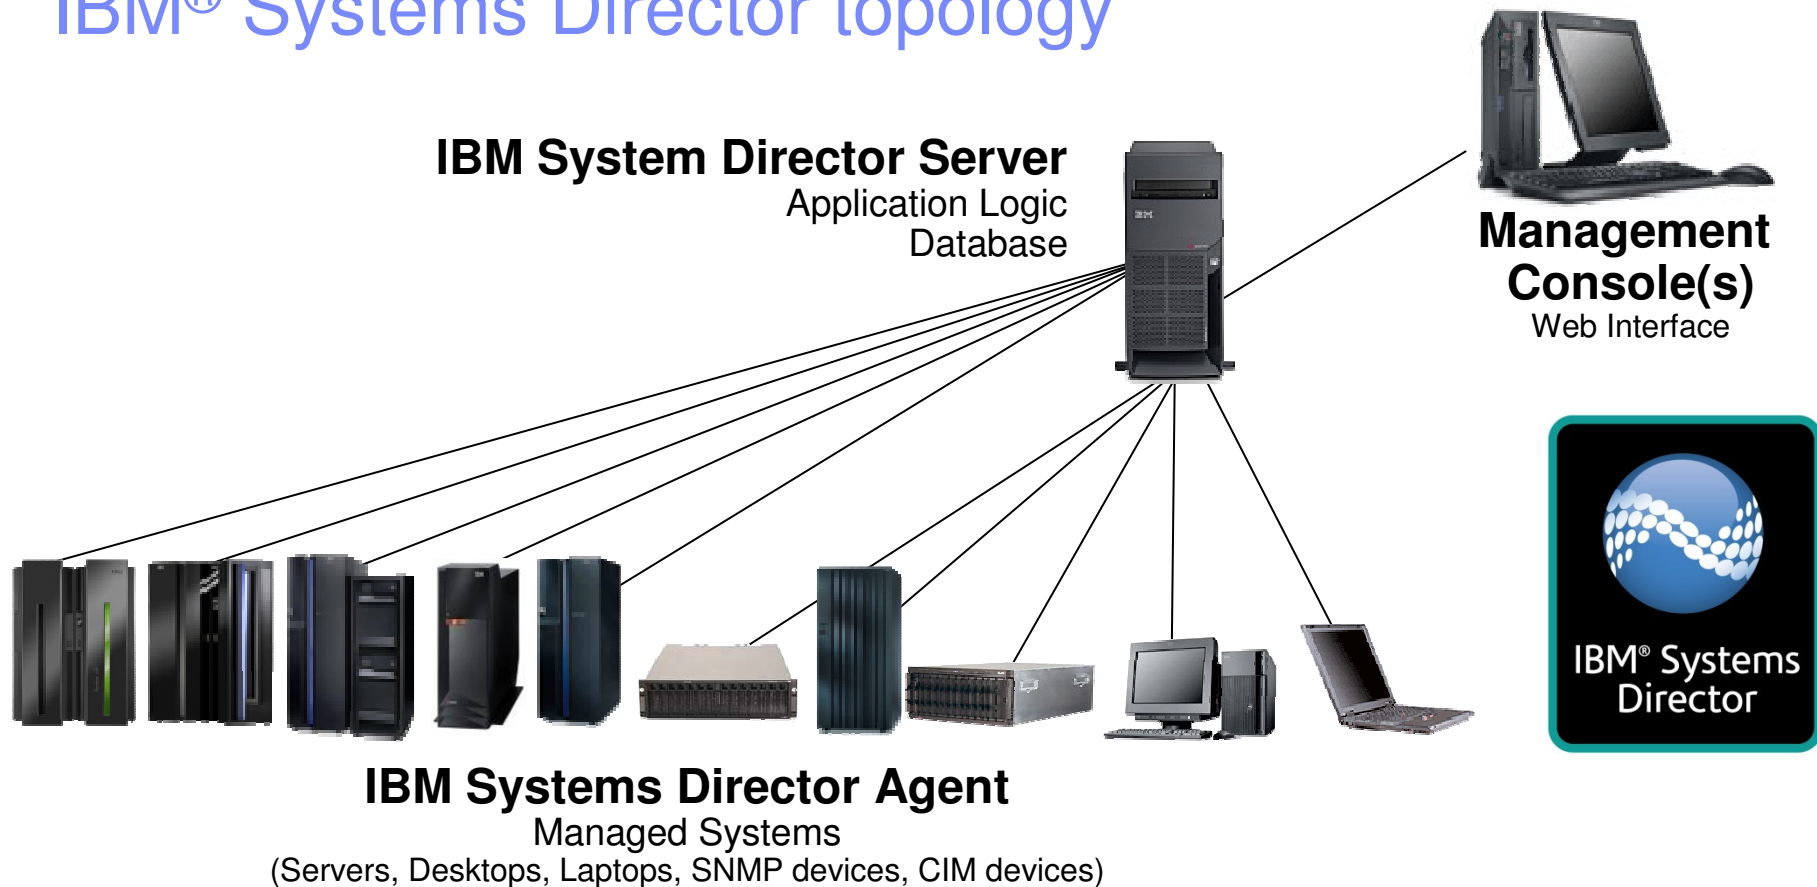 IBM® Systems Director topology
IBM System Director Server
Application Logic
Database
Management
Console(s)
Web Interface
IBM® Systems
Director
IBM Systems Director Agent
Managed Systems
(Servers, Desktops, Laptops, SNMP devices, CIM devices)